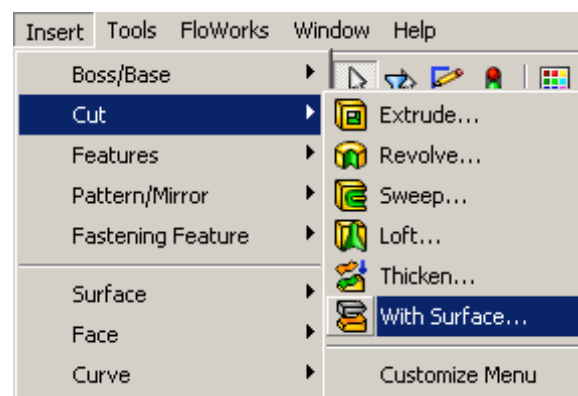 Insert Tools FloWorks Window Help
Boss/Base
Cut
Extrude...
Features
Revolve...
Pattern/Mirror
Sweep...
Fastening Feature
Loft...
Thicken...
Surface
With Surface...
Face
Curve
Customize Menu